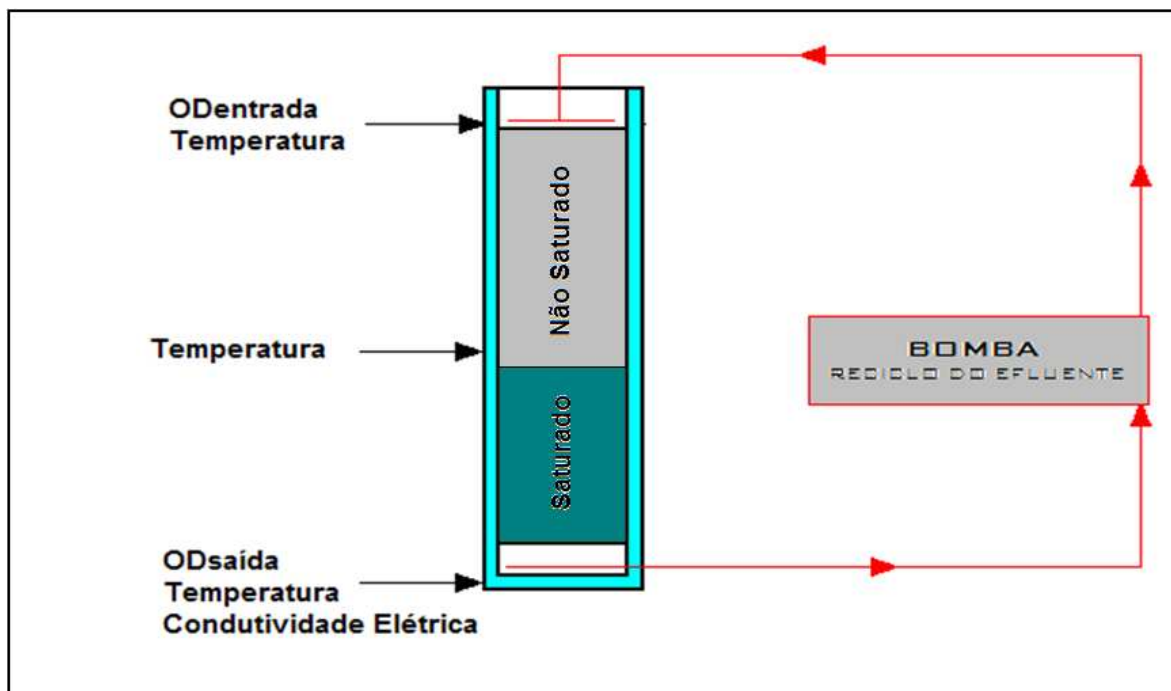 ODentrada
Temperatura
Não Saturado
Temperatura
BOMBA
RECICLO DO EFLUENTE
Saturado
ODsaída
Temperatura
Condutividade Elétrica